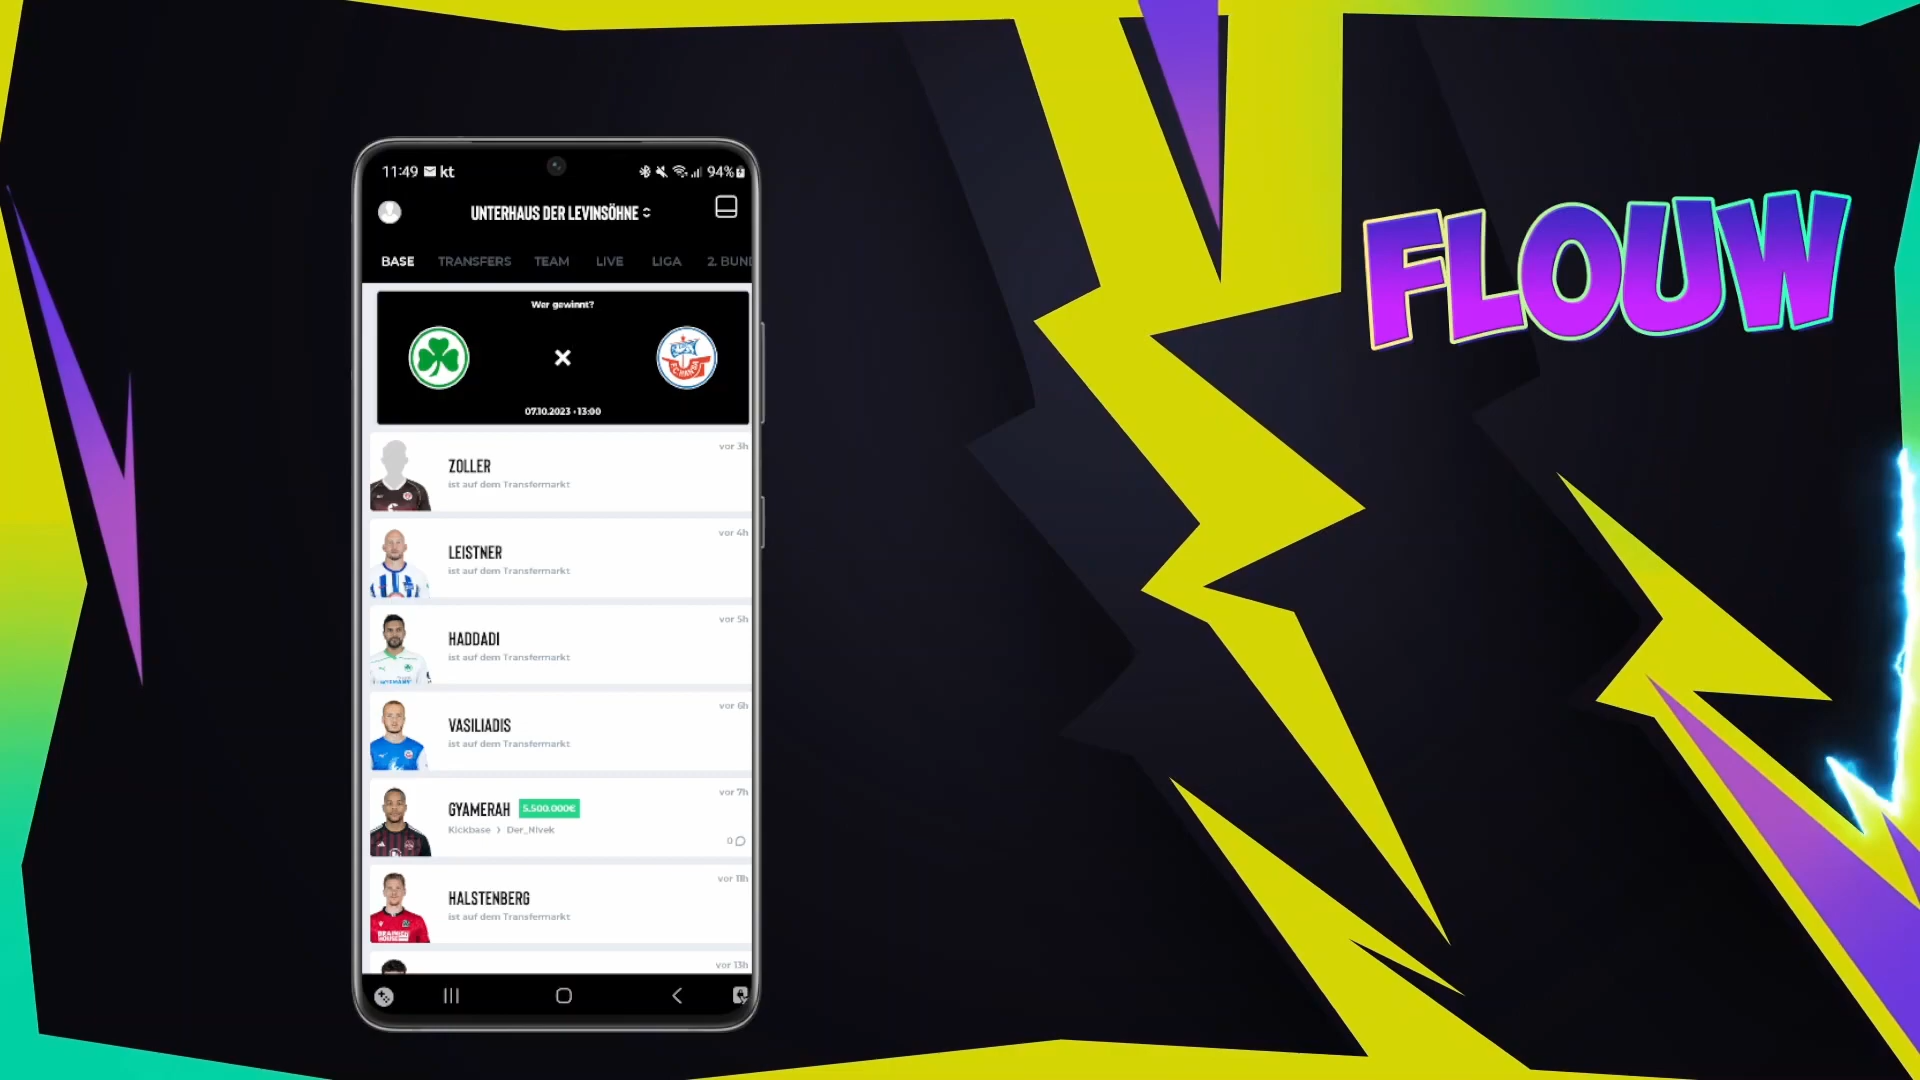 FLOUW
11:49 kt
94%
UNTERHAUS DER LEVINSÖHNE
BASE TRANSFERS TEAM LIVE LIGA 2. BUND
Wer gewinnt?
07.10.2023 • 13:00
vor 3h
ZOLLER
ist auf dem Transfermarkt
vor 4h
LEISTNER
ist auf dem Transfermarkt
vor 5h
HADDADI
ist auf dem Transfermarkt
vor 6h
VASILIADIS
ist auf dem Transfermarkt
vor 7h
GYAMERAH 5.500.000€
Kickbase > Der_Nivek
0
vor 11h
HALSTENBERG
ist auf dem Transfermarkt
vor 13h